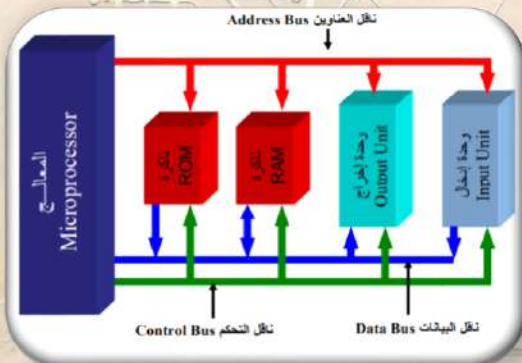 Address Bus ناقل العناوين
المعالج
Microprocessor
ذاكرة
ROM
ذاكرة
RAM
وحدة إخراج
Output Unit
وحدة إدخال
Input Unit
Control Bus ناقل التحكم
Data Bus ناقل البيانات